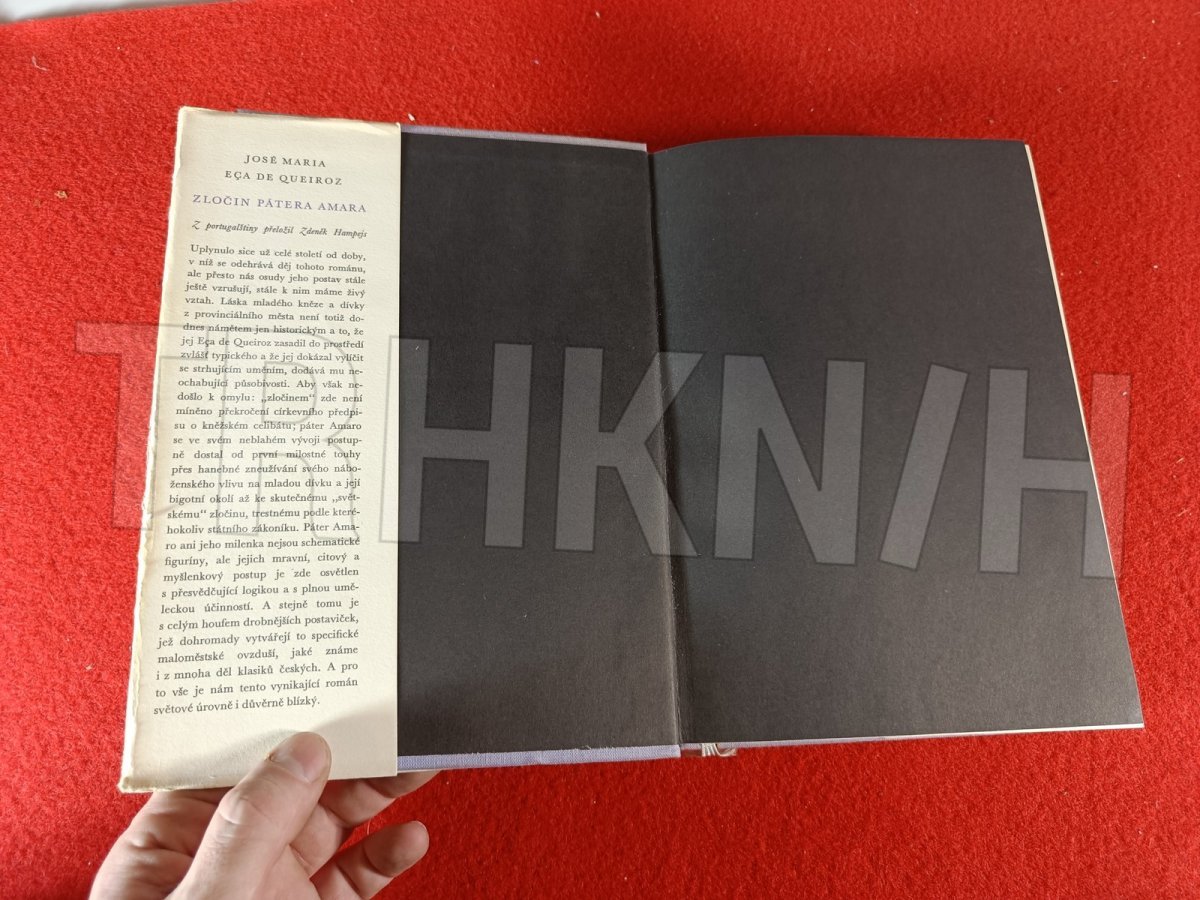 JOSÉ MARIA
EÇA DE QUEIROZ
ZLOČIN PÁTERA AMARA
Z portugalštiny přeložil Zdeněk Hampejs
Uplynulo sice už celé století od doby,
v níž se odehrává děj tohoto románu,
ale přesto nás osudy jeho postav stále
ještě vzrušují, stále k nim máme živý
vztah. Láska mladého kněze a dívky
z provinciálního města není totiž do-
dnes námětem jen historickým a to, že
jej Eça de Queiroz zasadil do prostředí
zvlášť typického a že jej dokázal vylíčit
se strhujícím uměním, dodává mu ne-
ochabující působivosti. Aby však ne-
došlo k omylu: „zločinem“ zde není
míněno překročení církevního předpi-
su o kněžském celibátu; páter Amaro
se ve svém neblahém vývoji postup-
ně dostal od první milostné touhy
přes hanebné zneužívání svého nábo-
ženského vlivu na mladou dívku a její
bigotní okolí až ke skutečnému „svět-
skému“ zločinu, trestnému podle které-
hokoliv státního zákoníku. Páter Ama-
ro ani jeho milenka nejsou schematické
figuríny, ale jejich mravní, citový a
myšlenkový postup je zde osvětlen
s přesvědčující logikou a s plnou umě-
leckou účinností. A stejně tomu je
s celým houfem drobnějších postaviček,
jež dohromady vytvářejí to specifické
maloměstské ovzduší, jaké známe
i z mnoha děl klasiků českých. A pro
to vše je nám tento vynikající román
světové úrovně i důvěrně blízký.
TRHKN/H